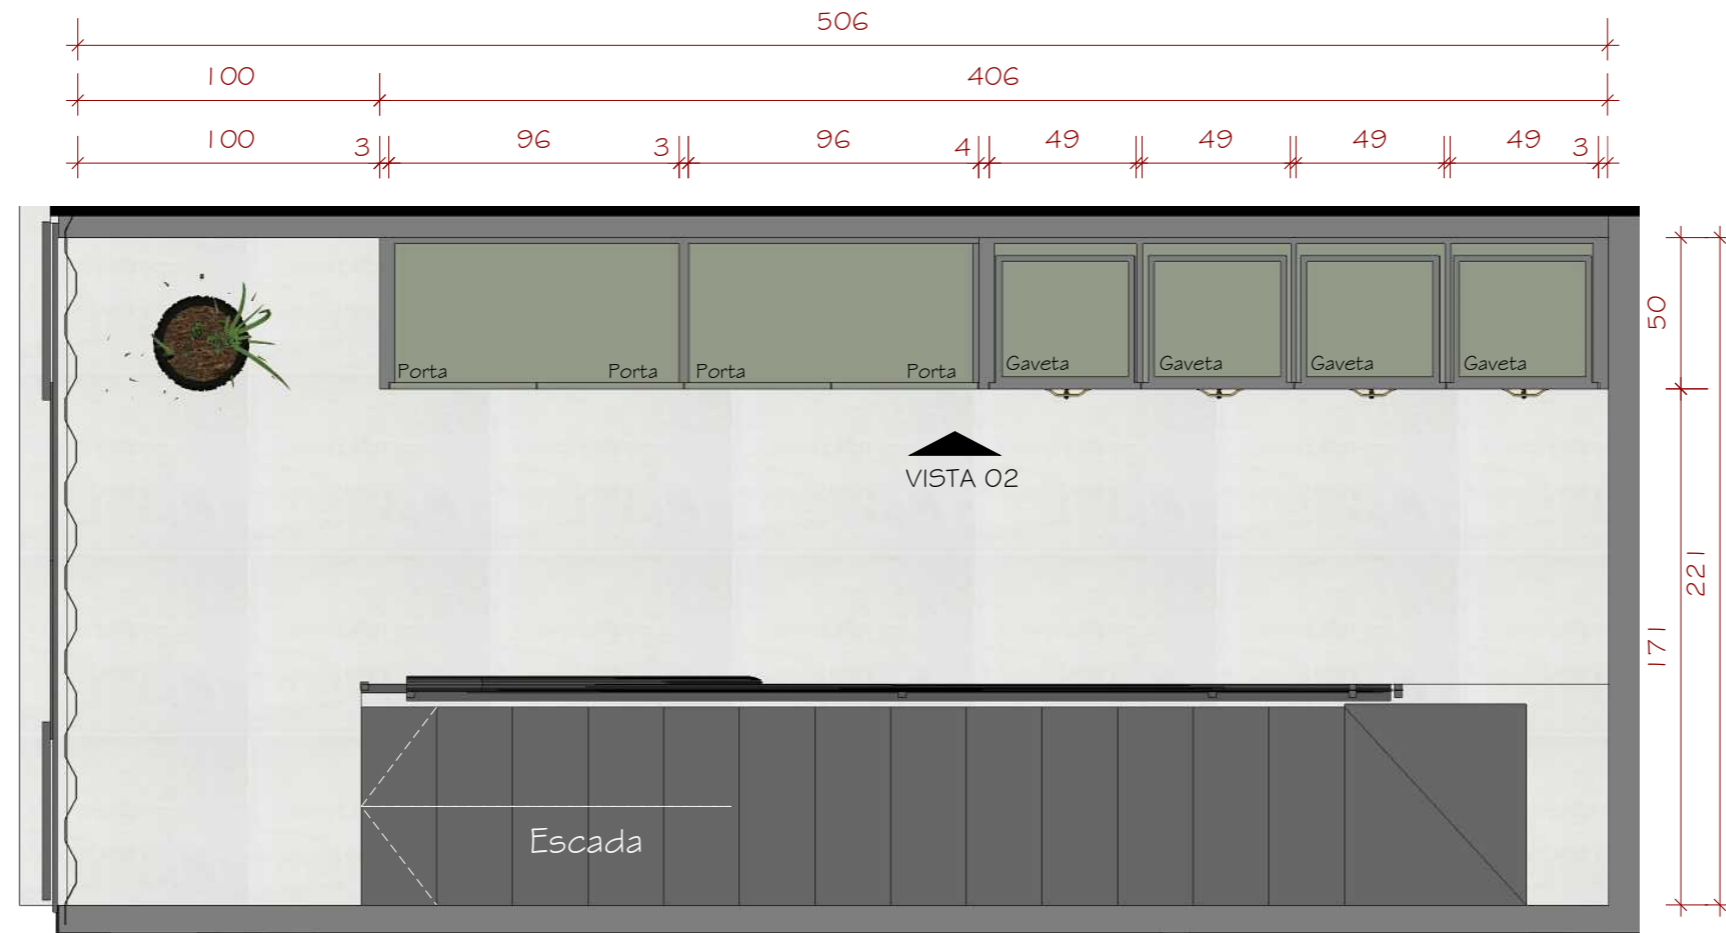 506
100 406
100 3 96 3 96 4 49 49 49 49 3
50
Porta Porta Porta Porta Gaveta Gaveta Gaveta Gaveta
VISTA 02
221
171
Escada